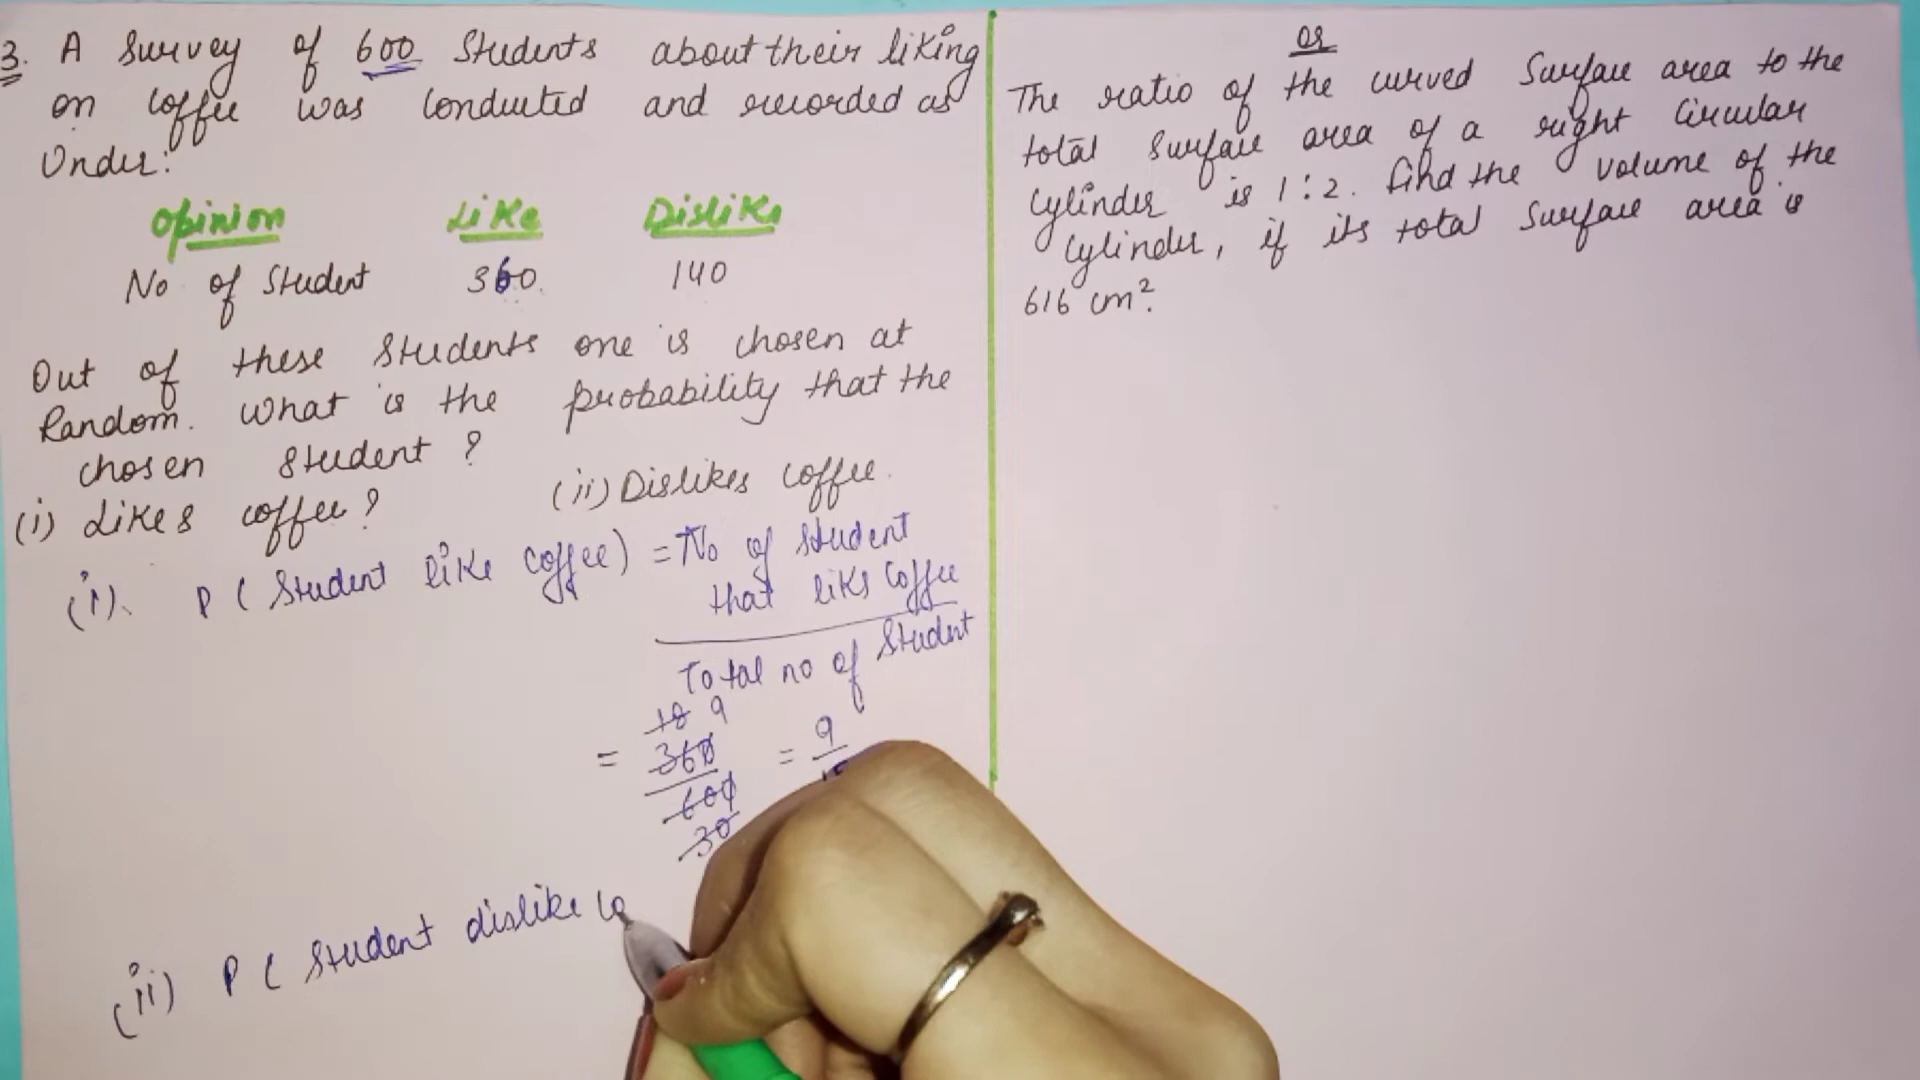 3. A Survey of 600 Students about their liking
on Coffee was Conducted and recorded as
Under:
Opinion Like Dislike
No of Student 360. 140
Out of these Students one is chosen at
Random. What is the probability that the
chosen Student ?
(i) Likes coffee? (ii) Dislikes coffee.
(i). P ( Student like coffee) = No of student
that like Coffee
Total no of Student
18 9
= 360 = 9
600 15
30
(ii) P ( Student dislike co
or
The ratio of the curved Surface area to the
total Surface area of a right Circular
Cylinder is 1:2. Find the volume of the
Cylinder, if its total Surface area is
616 cm².